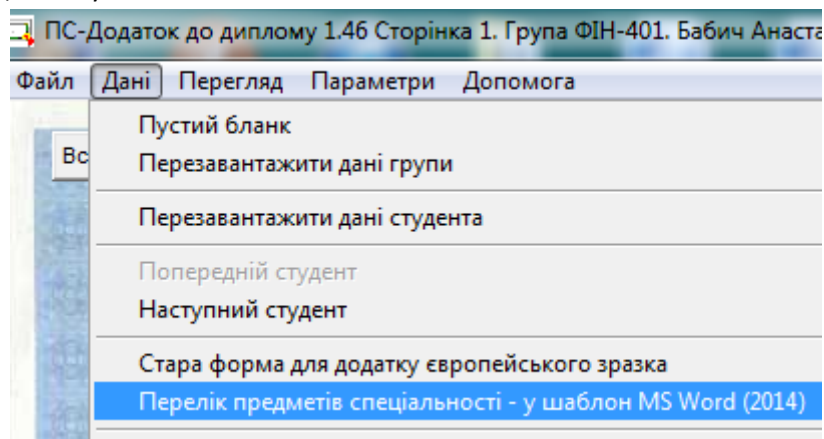 ПС-Додаток до диплому 1.46 Сторінка 1. Група ФІН-401. Бабич Анаста
Файл Дані Перегляд Параметри Допомога
Вс
Пустий бланк
Перезавантажити дані групи
Перезавантажити дані студента
Попередній студент
Наступний студент
Стара форма для додатку європейського зразка
Перелік предметів спеціальності - у шаблон MS Word (2014)